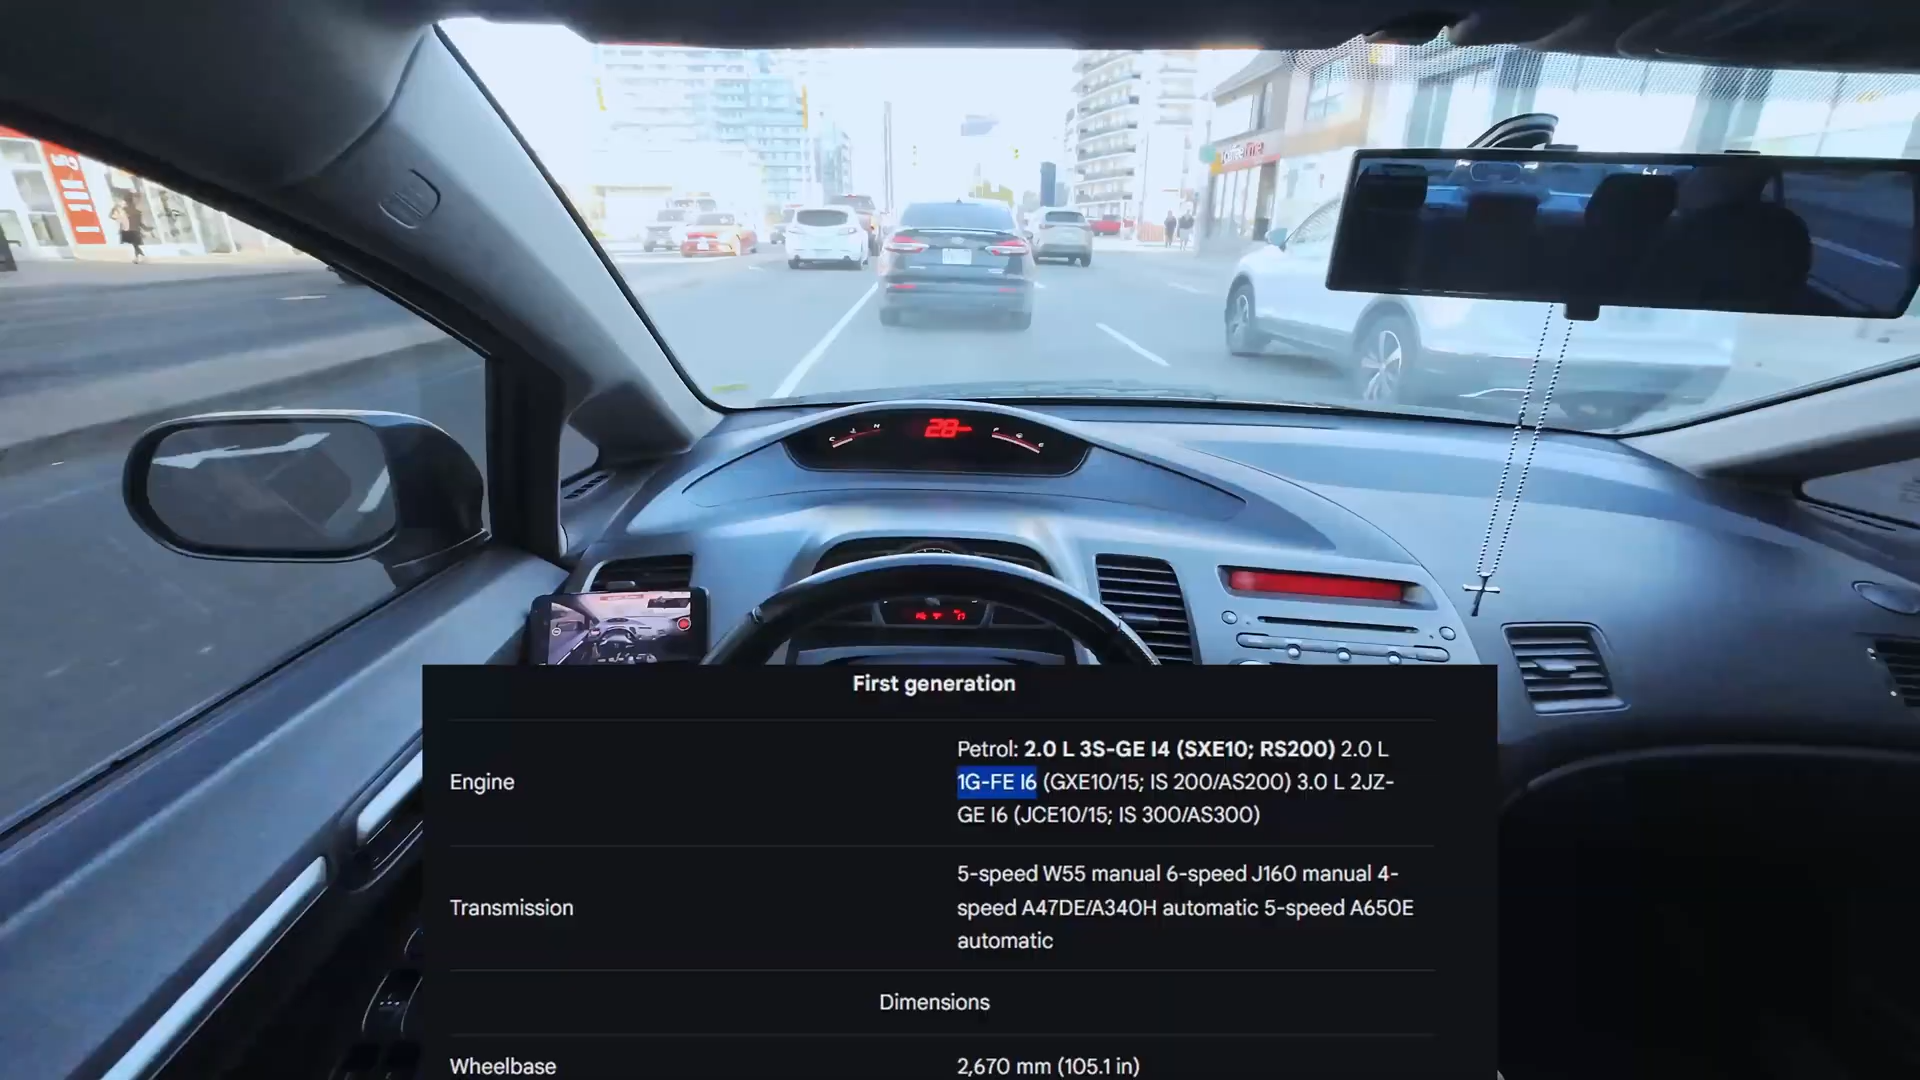 28
First generation
Engine
Petrol: 2.0 L 3S-GE I4 (SXE10; RS200) 2.0 L
1G-FE I6 (GXE10/15; IS 200/AS200) 3.0 L 2JZ-
GE I6 (JCE10/15; IS 300/AS300)
Transmission
5-speed W55 manual 6-speed J160 manual 4-
speed A47DE/A340H automatic 5-speed A650E
automatic
Dimensions
Wheelbase
2,670 mm (105.1 in)